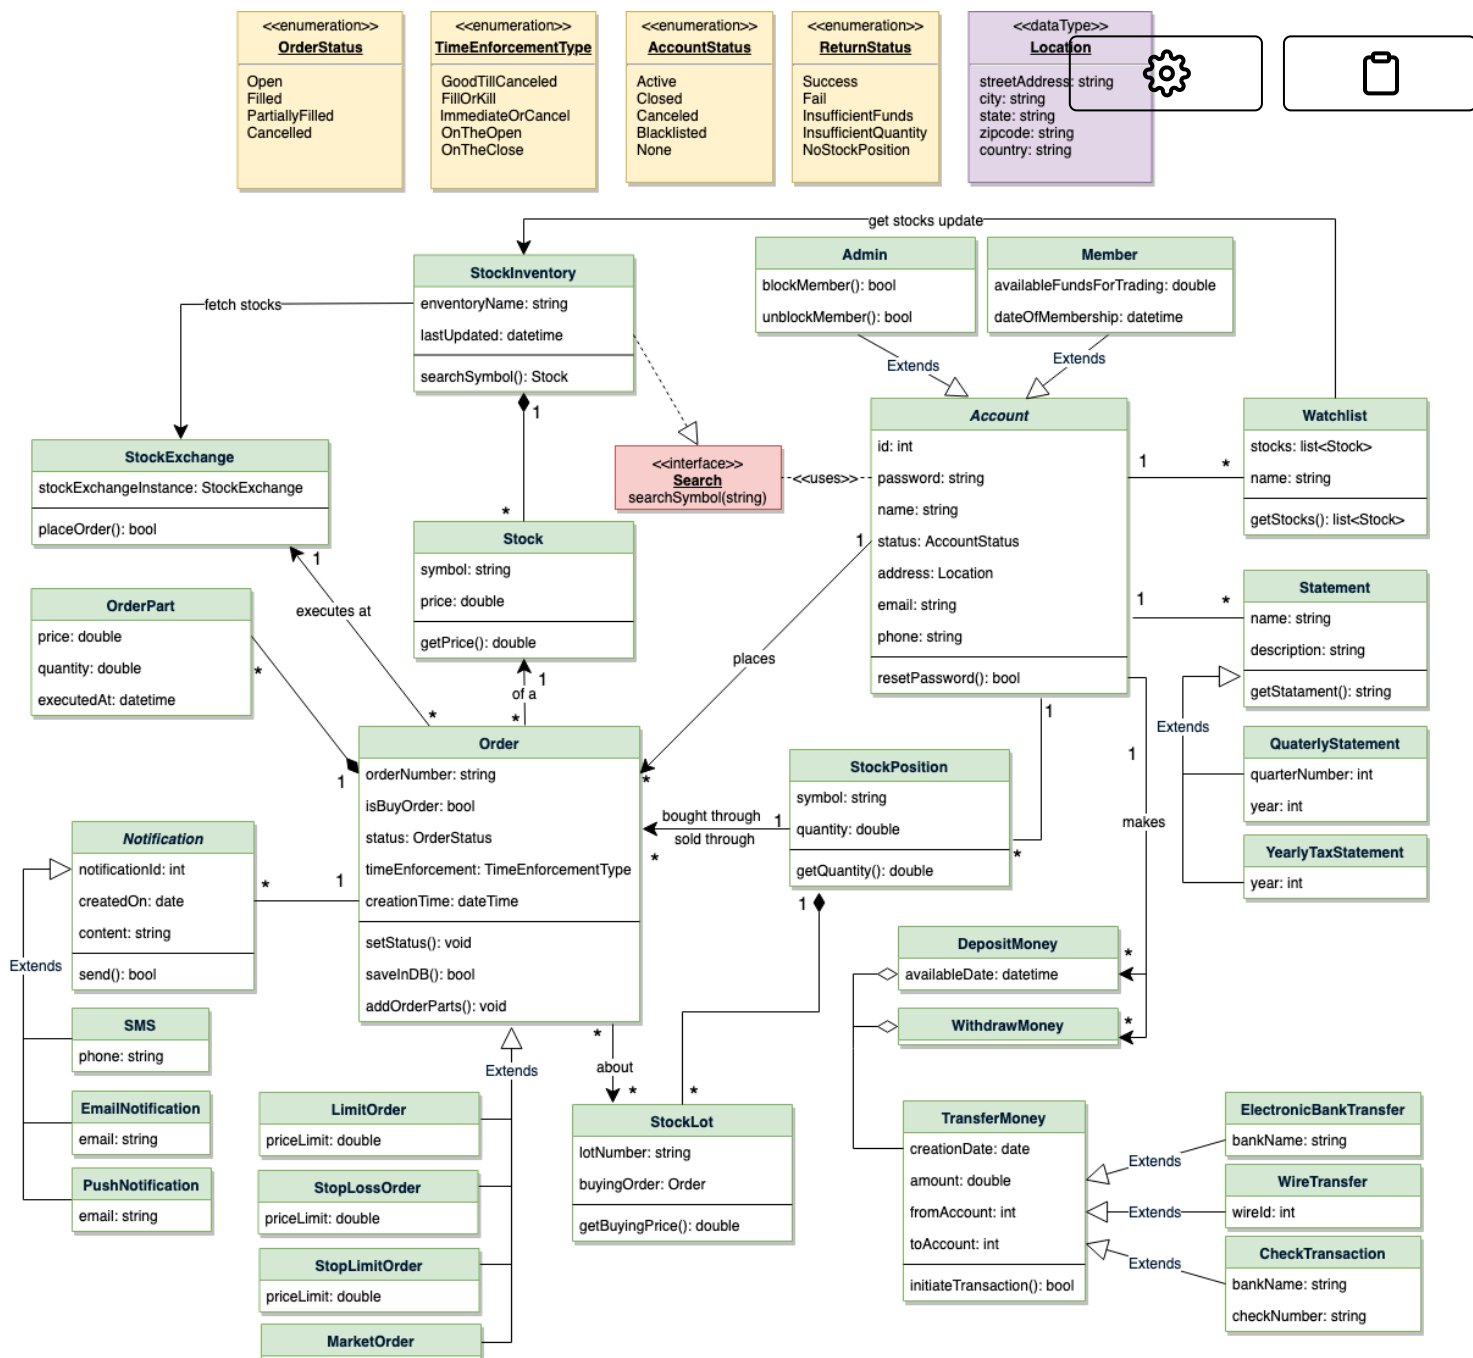 <<enumeration>>
OrderStatus
Open
Filled
PartiallyFilled
Cancelled
<<enumeration>>
TimeEnforcementType
GoodTillCanceled
FillOrKill
ImmediateOrCancel
OnTheOpen
OnTheClose
<<enumeration>>
AccountStatus
Active
Closed
Canceled
Blacklisted
None
<<enumeration>>
ReturnStatus
Success
Fail
InsufficientFunds
InsufficientQuantity
NoStockPosition
<<dataType>>
Location
streetAddress: string
city: string
state: string
zipcode: string
country: string
get stocks update
StockInventory
enventoryName: string
lastUpdated: datetime
searchSymbol(): Stock
Admin
blockMember(): bool
unblockMember(): bool
Member
availableFundsForTrading: double
dateOfMembership: datetime
fetch stocks
Extends
Extends
1
StockExchange
stockExchangeInstance: StockExchange
placeOrder(): bool
<<interface>>
Search
searchSymbol(string)
<<uses>>
Account
id: int
password: string
name: string
status: AccountStatus
address: Location
email: string
phone: string
resetPassword(): bool
1
*
Watchlist
stocks: list<Stock>
name: string
getStocks(): list<Stock>
*
Stock
symbol: string
price: double
getPrice(): double
1
1
executes at
OrderPart
price: double
quantity: double
executedAt: datetime
*
1
*
Statement
name: string
description: string
getStatament(): string
places
1
of a
*
*
1
Extends
QuaterlyStatement
quarterNumber: int
year: int
YearlyTaxStatement
year: int
1
makes
Order
orderNumber: string
isBuyOrder: bool
status: OrderStatus
timeEnforcement: TimeEnforcementType
creationTime: dateTime
setStatus(): void
saveInDB(): bool
addOrderParts(): void
1
*
bought through
sold through
1
*
StockPosition
symbol: string
quantity: double
getQuantity(): double
*
1
Notification
notificationId: int
createdOn: date
content: string
send(): bool
*
1
Extends
SMS
phone: string
EmailNotification
email: string
PushNotification
email: string
DepositMoney
availableDate: datetime
*
WithdrawMoney
*
*
about
*
*
Extends
LimitOrder
priceLimit: double
StopLossOrder
priceLimit: double
StopLimitOrder
priceLimit: double
MarketOrder
StockLot
lotNumber: string
buyingOrder: Order
getBuyingPrice(): double
TransferMoney
creationDate: date
amount: double
fromAccount: int
toAccount: int
initiateTransaction(): bool
Extends
Extends
Extends
ElectronicBankTransfer
bankName: string
WireTransfer
wireId: int
CheckTransaction
bankName: string
checkNumber: string